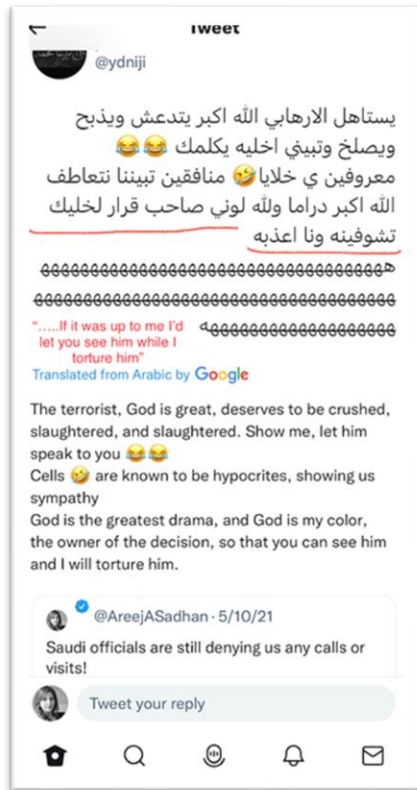 Tweet
@ydniji
يستاهل الارهابي الله اكبر يتدعش ويذبح
ويصلخ وتبيني اخليه يكلمك 😂😂
معروفين ي خلايا🤣 منافقين تبيننا نتعاطف
الله اكبر دراما ولله لوني صاحب قرار لخليك
تشوفينه ونا اعذبه
".....If it was up to me I'd
let you see him while I
torture him"
Translated from Arabic by Google
The terrorist, God is great, deserves to be crushed,
slaughtered, and slaughtered. Show me, let him
speak to you 😂😂
Cells 🤣 are known to be hypocrites, showing us
sympathy
God is the greatest drama, and God is my color,
the owner of the decision, so that you can see him
and I will torture him.
@AreejASadhan · 5/10/21
Saudi officials are still denying us any calls or
visits!
Tweet your reply